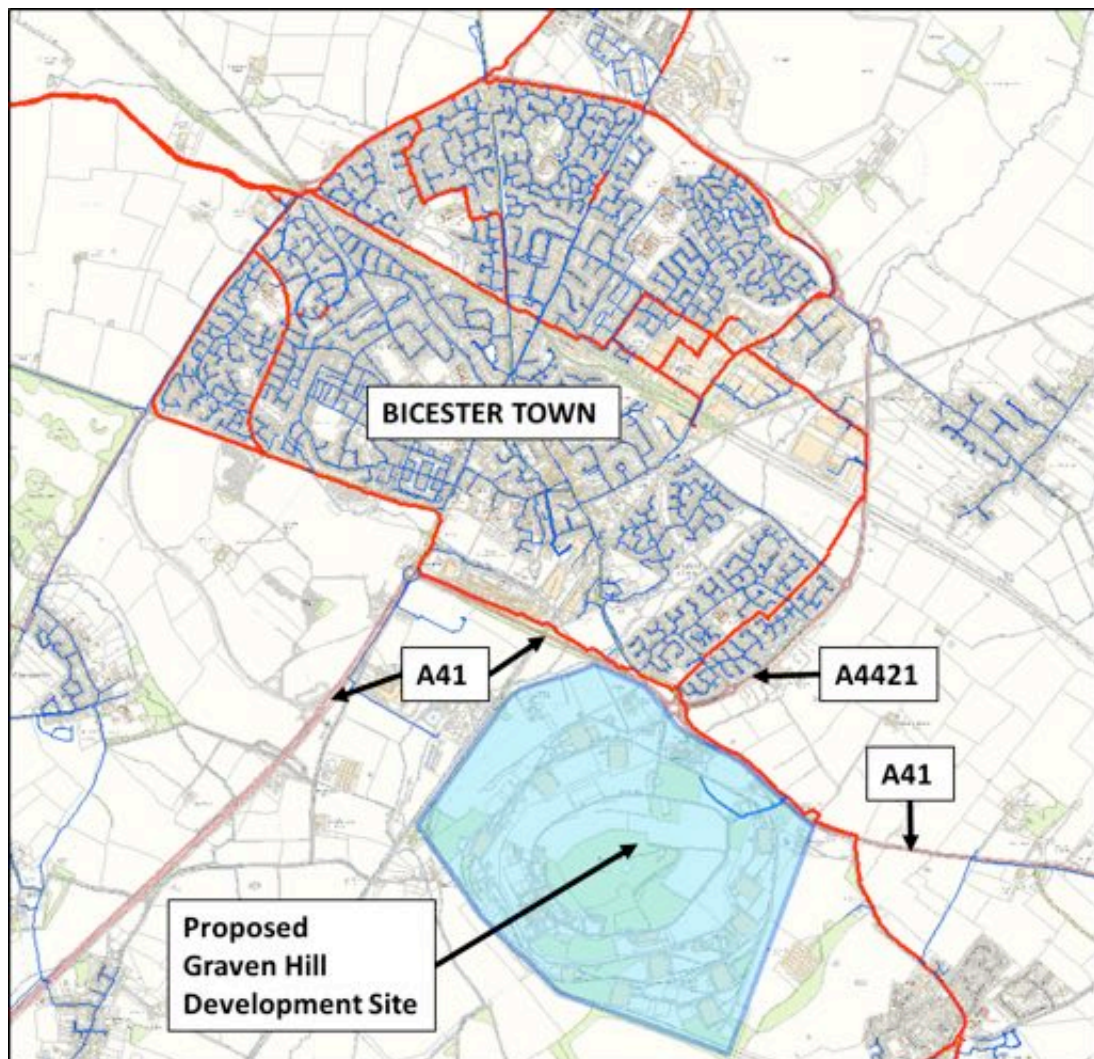 BICESTER TOWN
A41
A4421
A41
Proposed
Graven Hill
Development Site